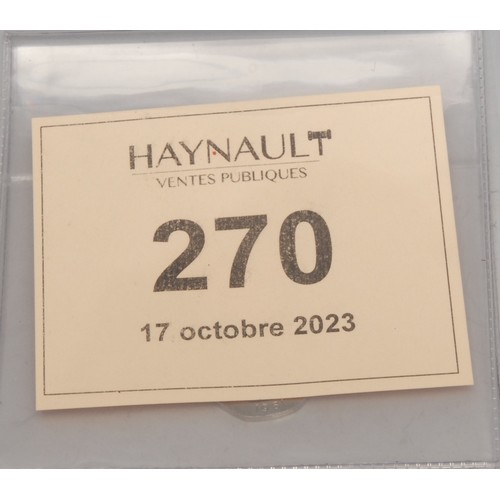 HAYNAULT
VENTES PUBLIQUES
270
17 octobre 2023